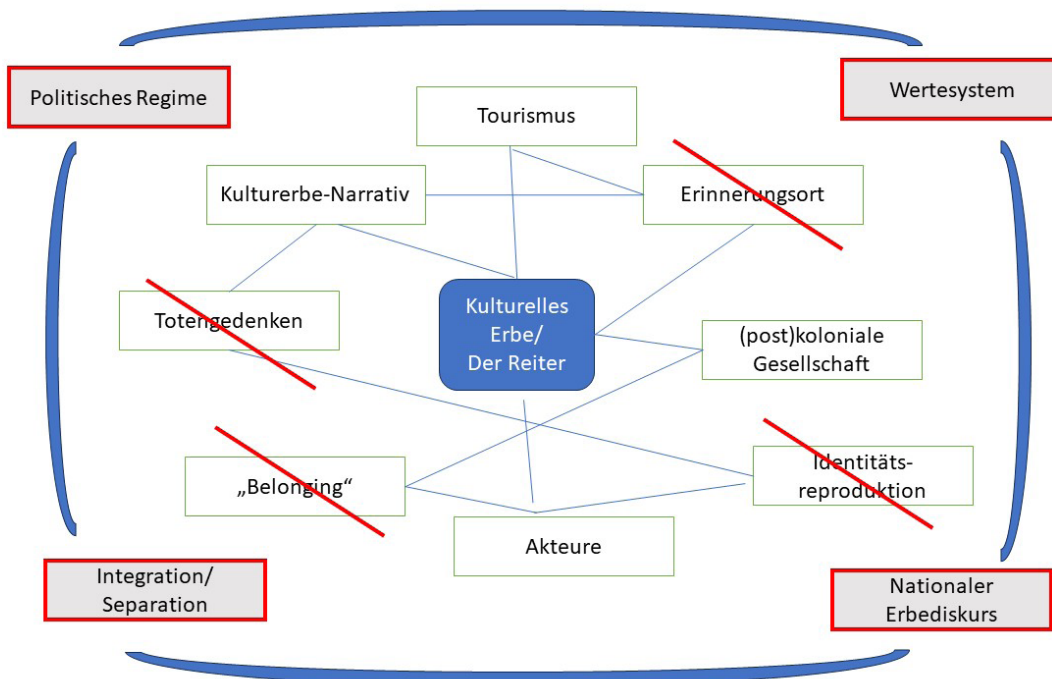 Politisches Regime
Wertesystem
Tourismus
Kulturerbe-Narrativ
Erinnerungsort
Totengedenken
Kulturelles
Erbe/
Der Reiter
(post)koloniale
Gesellschaft
„Belonging“
Identitäts-
reproduktion
Akteure
Integration/
Separation
Nationaler
Erbediskurs